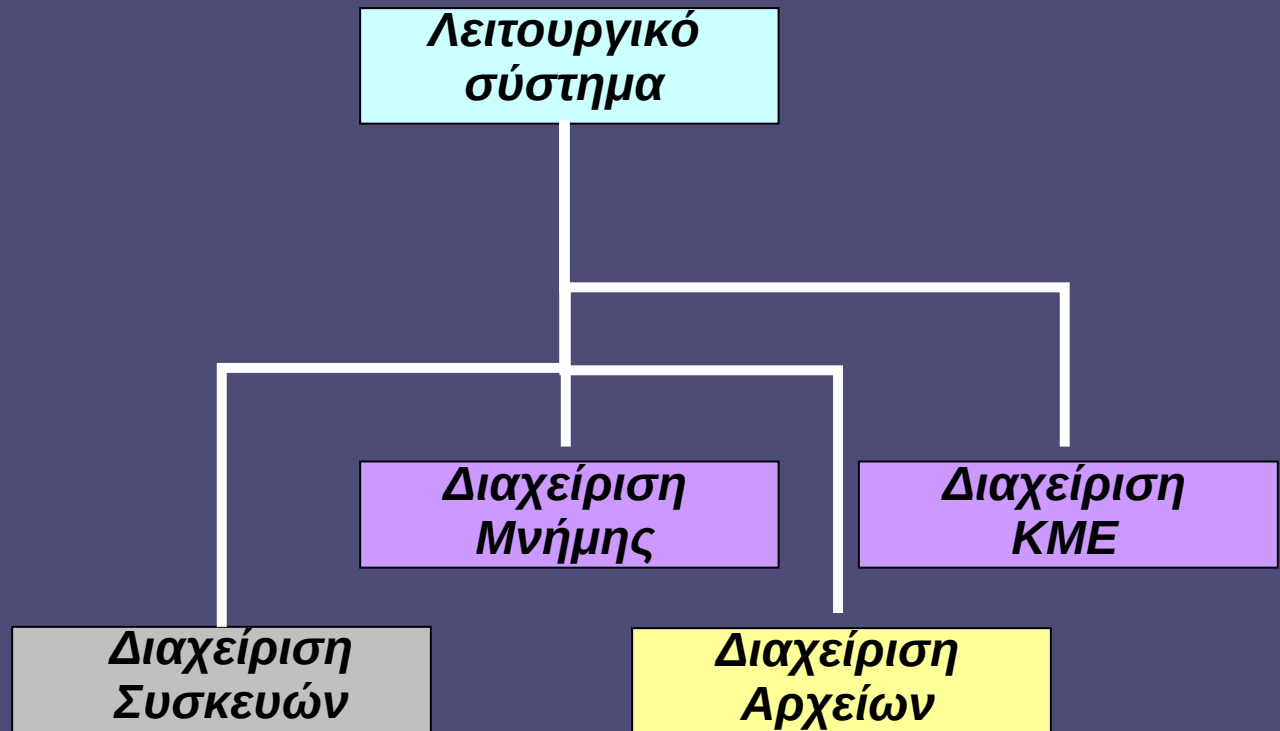 Λειτουργικό
σύστημα
Διαχείριση
Μνήμης
Διαχείριση
ΚΜΕ
Διαχείριση
Συσκευών
Διαχείριση
Αρχείων